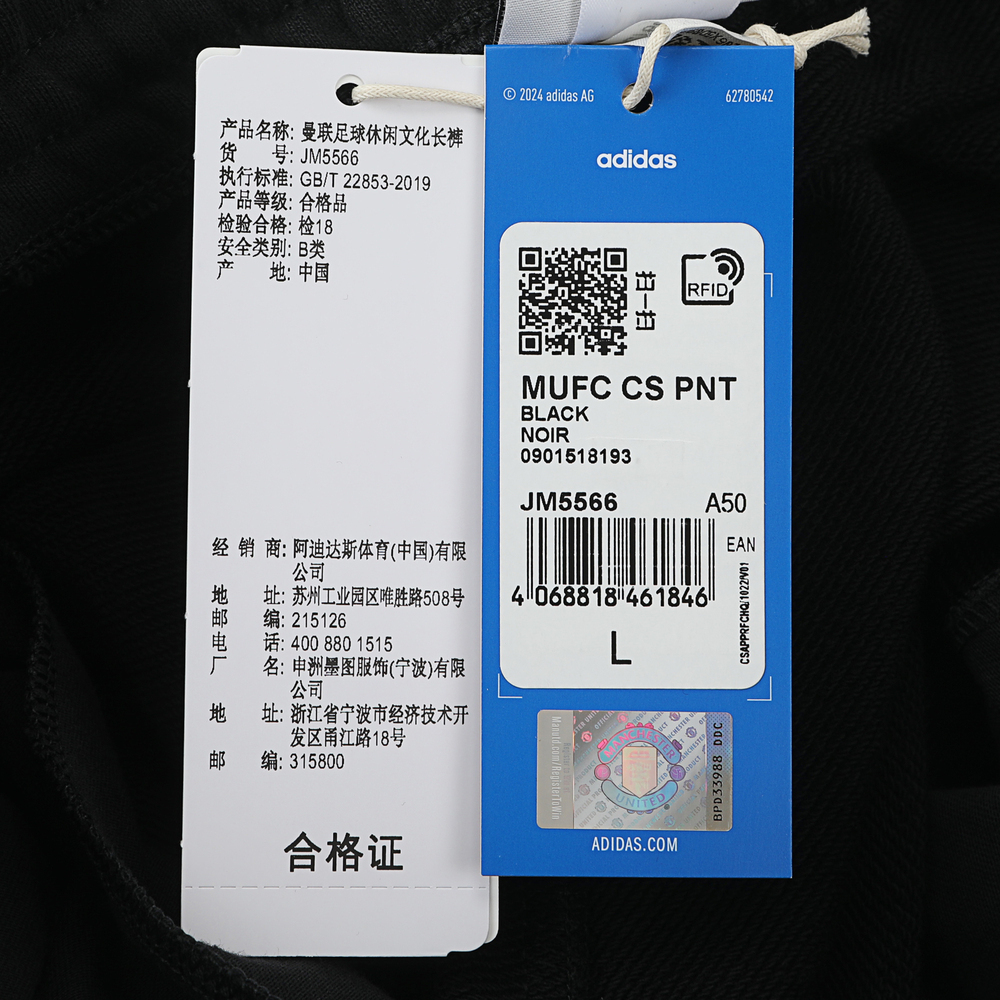 产品名称: 曼联足球休闲文化长裤
货 号: JM5566
执行标准: GB/T 22853-2019
产品等级: 合格品
检验合格: 检18
安全类别: B类
产 地: 中国
经 销 商: 阿迪达斯体育(中国)有限
公司
地 址: 苏州工业园区唯胜路508号
邮 编: 215126
电 话: 400 880 1515
厂 名: 申洲墨图服饰(宁波)有限
公司
地 址: 浙江省宁波市经济技术开
发区甬江路18号
邮 编: 315800
合格证
© 2024 adidas AG
62780542
adidas
扫一扫
RFID
MUFC CS PNT
BLACK
NOIR
0901518193
JM5566 A50
EAN
4 068818 461846
CSAPPRFCHQ/1022/V01
L
MANCHESTER
UNITED
BPD33988 DDC
ADIDAS.COM